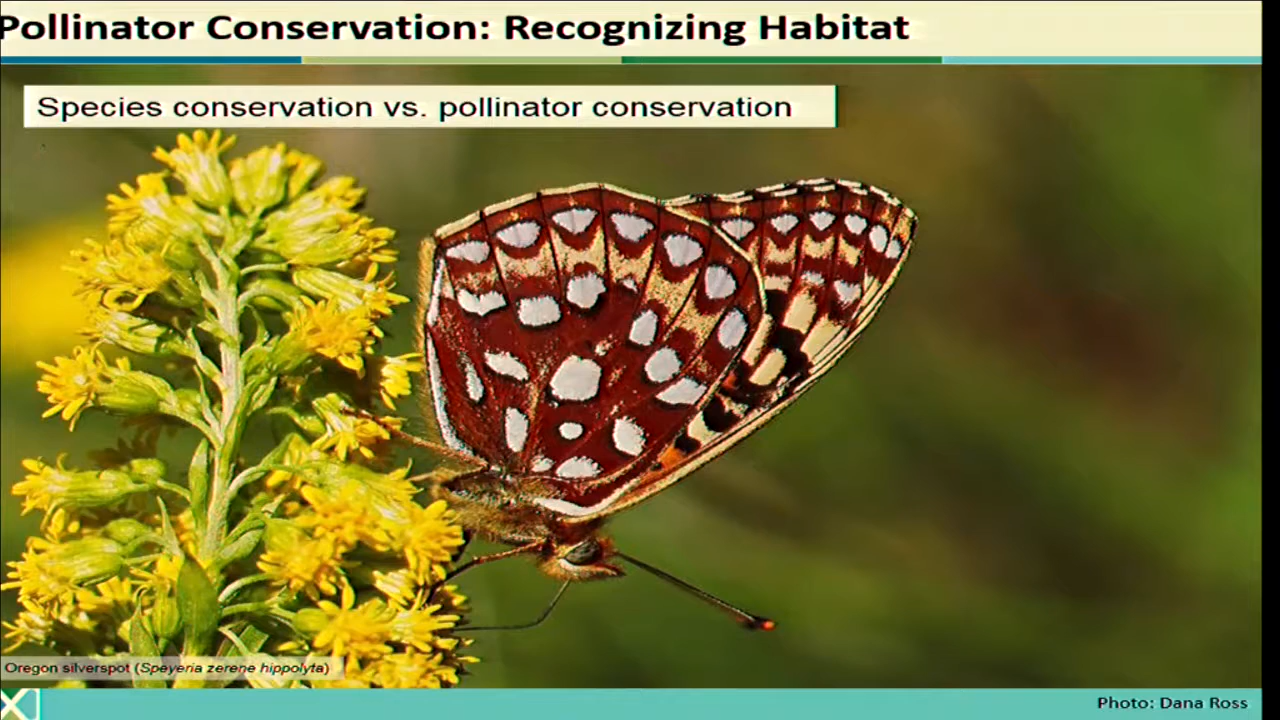 Pollinator Conservation: Recognizing Habitat
Species conservation vs. pollinator conservation
Oregon silverspot (Speyeria zerene hippolyta)
Photo: Dana Ross